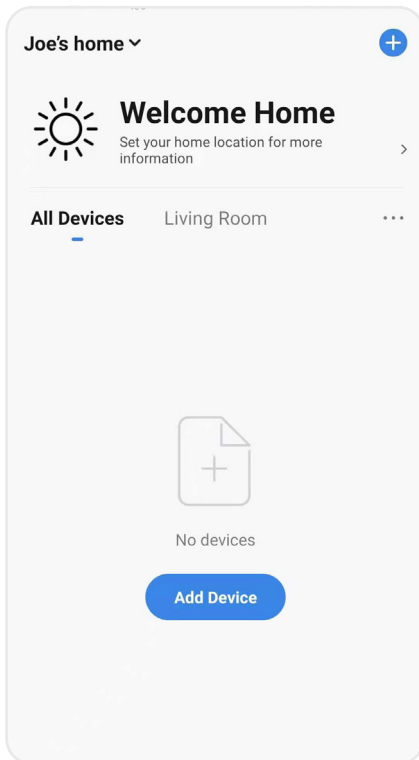 Joe's home
Welcome Home
Set your home location for more
information
All Devices
Living Room
No devices
Add Device